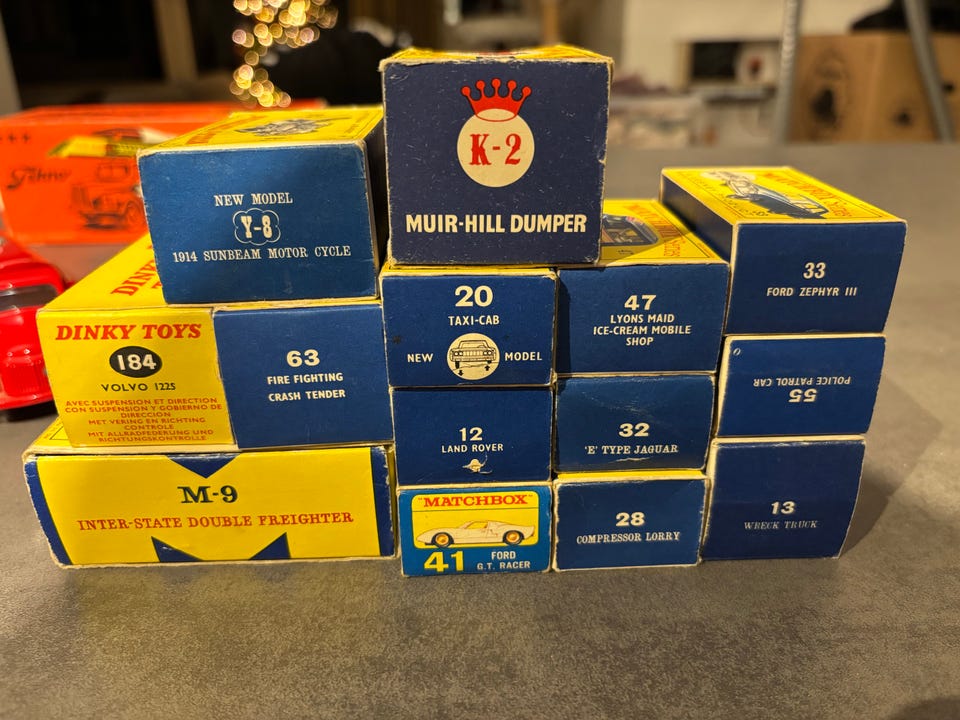 Tekno
NEW MODEL
Y-8
1914 SUNBEAM MOTOR CYCLE
K-2
MUIR-HILL DUMPER
33
FORD ZEPHYR III
DINKY
DINKY TOYS
184
VOLVO 122S
AVEC SUSPENSION ET DIRECTION
CON SUSPENSIÓN Y GOBIERNO DE
DIRECCION
MET VERING EN RICHTING
CONTROLE
MIT ALLRADFEDERUNG UND
RICHTUNGSKONTROLLE
63
FIRE FIGHTING
CRASH TENDER
20
TAXI-CAB
NEW MODEL
47
LYONS MAID
ICE-CREAM MOBILE
SHOP
55
POLICE PATROL CAR
12
LAND ROVER
32
'E' TYPE JAGUAR
M-9
INTER-STATE DOUBLE FREIGHTER
"MATCHBOX"
41 FORD
G.T. RACER
28
COMPRESSOR LORRY
13
WRECK TRUCK